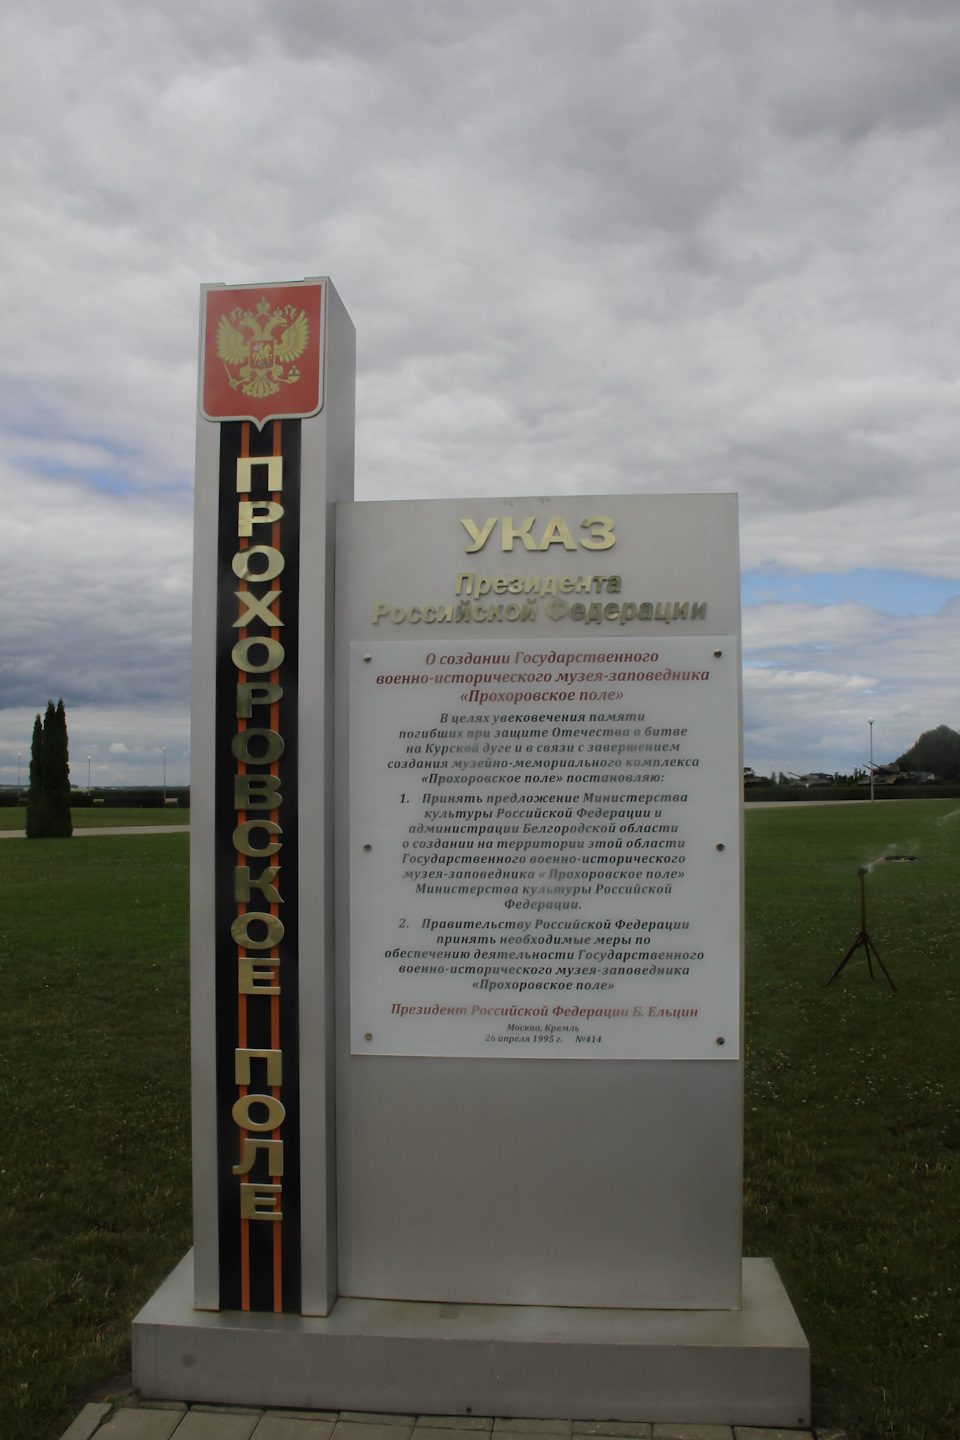 ПРОХОРОВСКОЕ ПОЛЕ
УКАЗ
Президента
Российской Федерации
О создании Государственного
военно-исторического музея-заповедника
«Прохоровское поле»
В целях увековечения памяти
погибших при защите Отечества в битве
на Курской дуге и в связи с завершением
создания музейно-мемориального комплекса
«Прохоровское поле» постановляю:
1. Принять предложение Министерства
культуры Российской Федерации и
администрации Белгородской области
о создании на территории этой области
Государственного военно-исторического
музея-заповедника « Прохоровское поле»
Министерства культуры Российской
Федерации.
2. Правительству Российской Федерации
принять необходимые меры по
обеспечению деятельности Государственного
военно-исторического музея-заповедника
«Прохоровское поле»
Президент Российской Федерации Б. Ельцин
Москва, Кремль
26 апреля 1995 г. №414